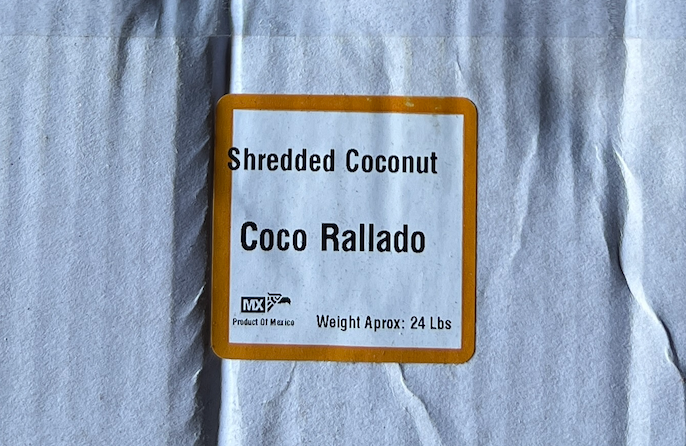 Shredded Coconut
Coco Rallado
MX
Product Of Mexico
Weight Aprox: 24 Lbs